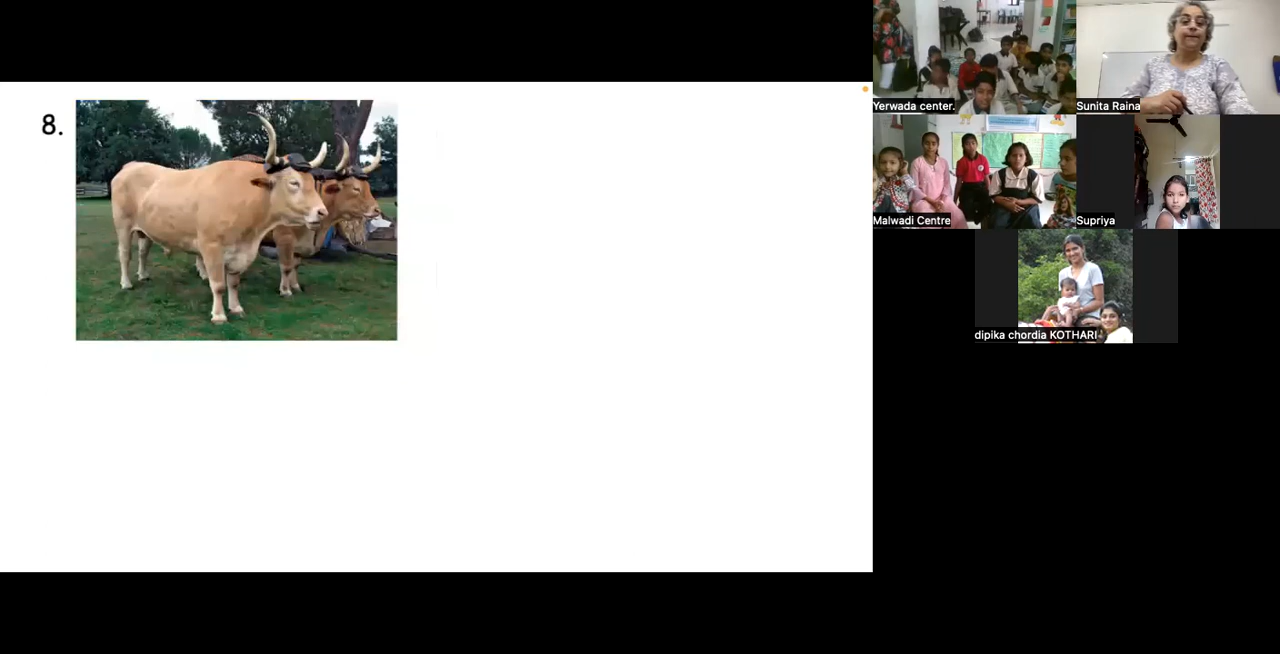 8.
Yerwada center.
Sunita Raina
Malwadi Centre
Supriya
dipika chordia KOTHARI